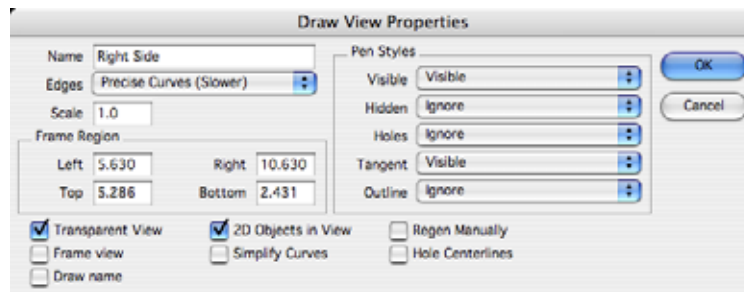 Draw View Properties
Name Right Side
Edges Precise Curves (Slower)
Scale 1.0
Frame Region
Left 5.630 Right 10.630
Top 5.286 Bottom 2.431
Pen Styles
Visible Visible
Hidden Ignore
Holes Ignore
Tangent Visible
Outline Ignore
OK
Cancel
Transparent View 2D Objects in View Regen Manually
Frame view Simplify Curves Hole Centerlines
Draw name